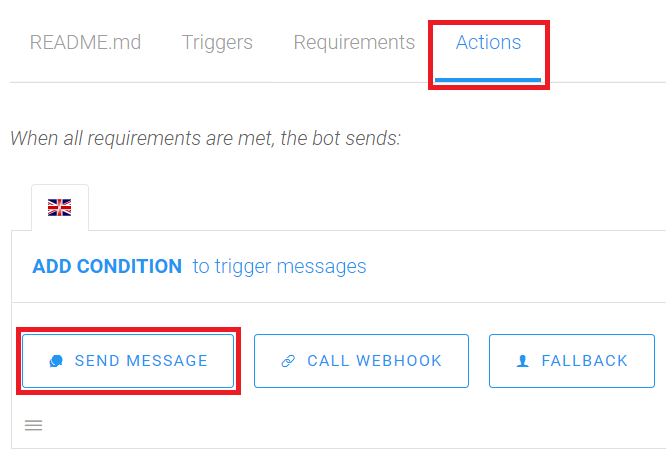 README.md Triggers Requirements Actions
When all requirements are met, the bot sends:
ADD CONDITION to trigger messages
SEND MESSAGE CALL WEBHOOK FALLBACK